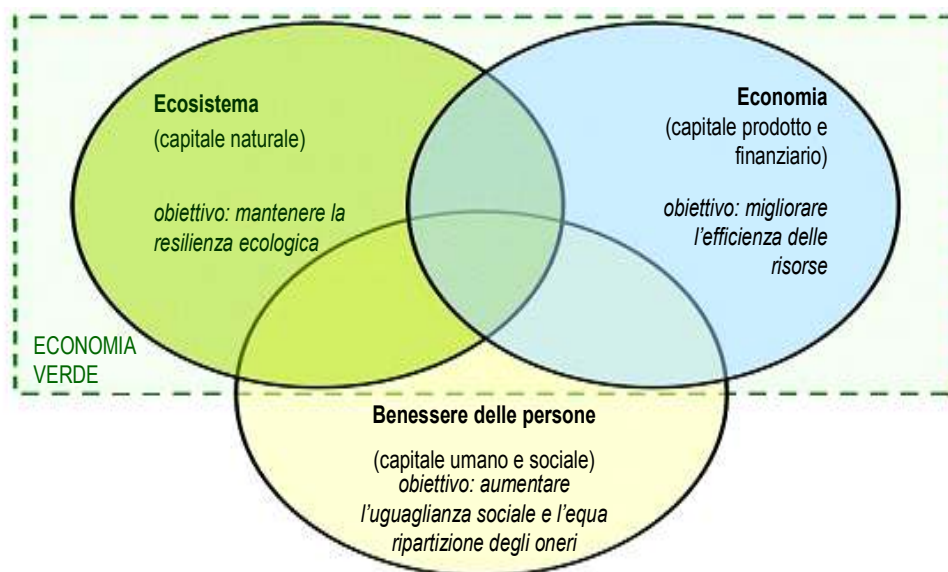 Ecosistema
(capitale naturale)
obiettivo: mantenere la
resilienza ecologica
Economia
(capitale prodotto e
finanziario)
obiettivo: migliorare
l'efficienza delle
risorse
ECONOMIA
VERDE
Benessere delle persone
(capitale umano e sociale)
obiettivo: aumentare
l'uguaglianza sociale e l'equa
ripartizione degli oneri